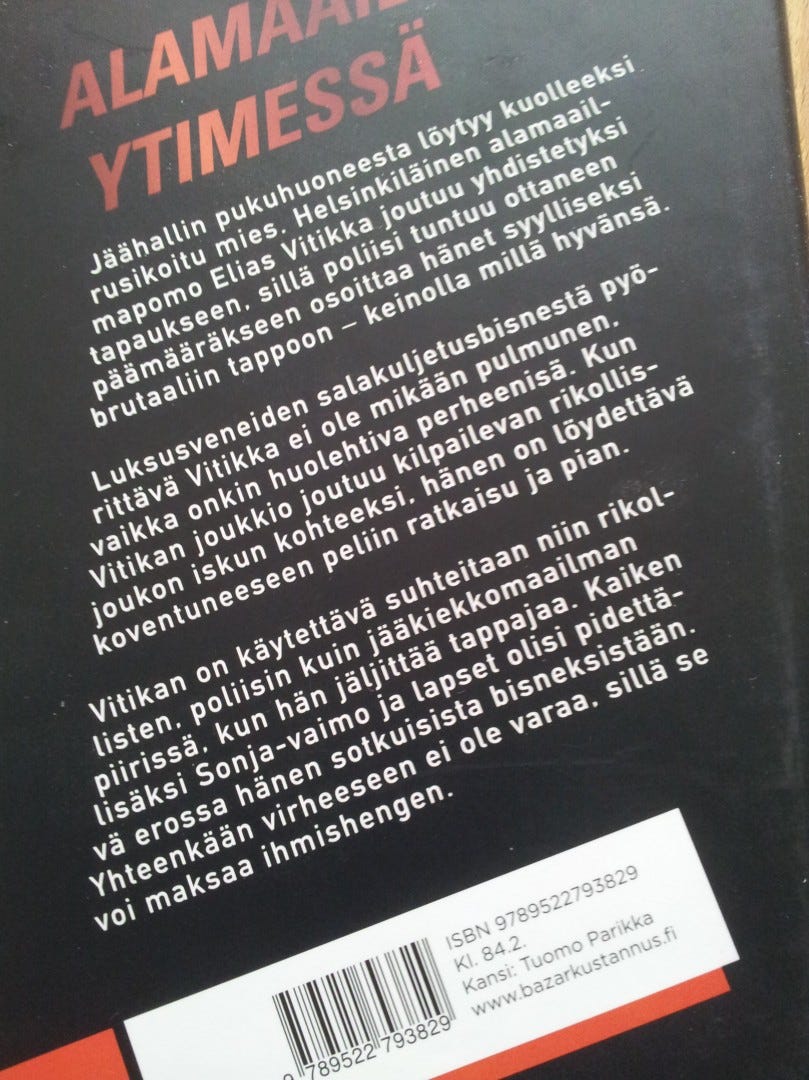 YTIMESSÄ
Jäähallin pukuhuoneesta löytyy kuolleeksi
rusikoitu mies. Helsinkiläinen alamaail-
mapomo Elias Vitikka joutuu yhdistetyksi
tapaukseen, sillä poliisi tuntuu ottaneen
päämääräkseen osoittaa hänet syylliseksi
brutaaliin tappoon – keinolla millä hyvänsä.
Luksusveneiden salakuljetusbisnestä pyö-
rittävä Vitikka ei ole mikään pulmunen,
vaikka onkin huolehtiva perheenisä. Kun
Vitikan joukkio joutuu kilpailevan rikollis-
joukon iskun kohteeksi, hänen on löydettävä
koventuneeseen peliin ratkaisu ja pian.
Vitikan on käytettävä suhteitaan niin rikol-
listen, poliisin kuin jääkiekkomaailman
piirissä, kun hän jäljittää tappajaa. Kaiken
lisäksi Sonja-vaimo ja lapset olisi pidettä-
vä erossa hänen sotkuisista bisneksistään.
Yhteenkään virheeseen ei ole varaa, sillä se
voi maksaa ihmishengen.
ISBN 9789522793829
Kl. 84.2.
Kansi: Tuomo Parikka
www.bazarkustannus.fi
9 789522 793829